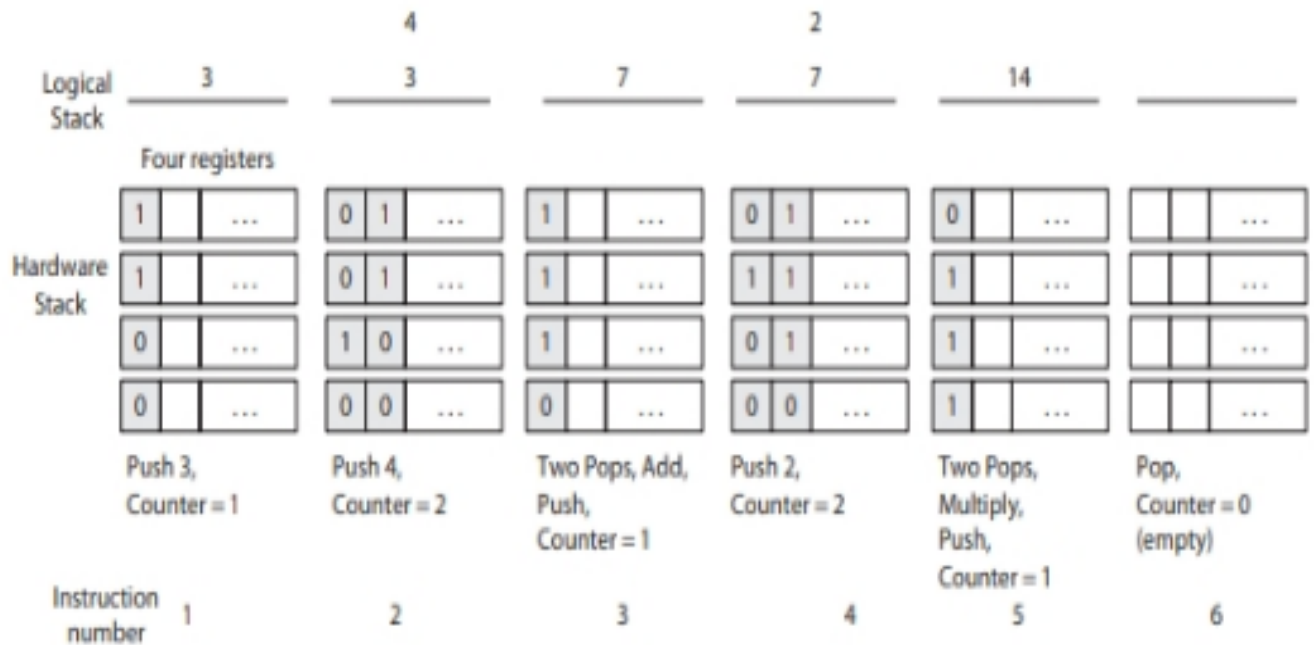 4 2
Logical 3 3 7 7 14
Stack
Four registers
1 ... 0 1 ... 1 ... 0 1 ... 0 ... ...
Hardware 1 ... 0 1 ... 1 ... 1 1 ... 1 ... ...
Stack
0 ... 1 0 ... 1 ... 0 1 ... 1 ... ...
0 ... 0 0 ... 0 ... 0 0 ... 1 ... ...
Push 3, Push 4, Two Pops, Add, Push 2, Two Pops, Pop,
Counter = 1 Counter = 2 Push, Counter = 2 Multiply, Counter = 0
Counter = 1 Push, (empty)
Counter = 1
Instruction 1 2 3 4 5 6
number